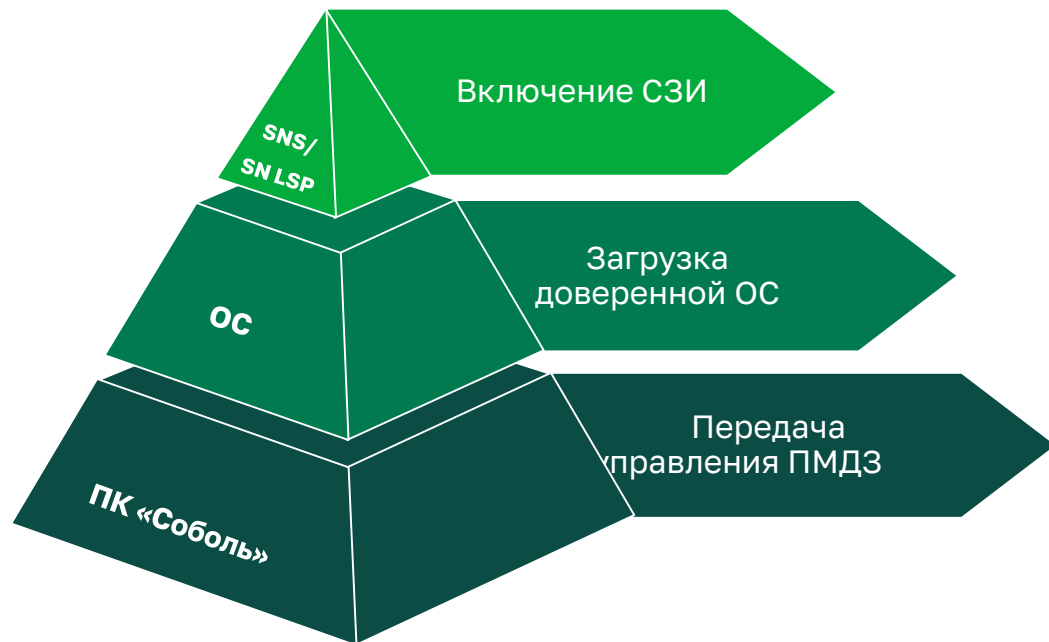 Включение СЗИ
SNS/
SN LSP
Загрузка
доверенной ОС
ОС
Передача
управления ПМДЗ
ПК «Соболь»